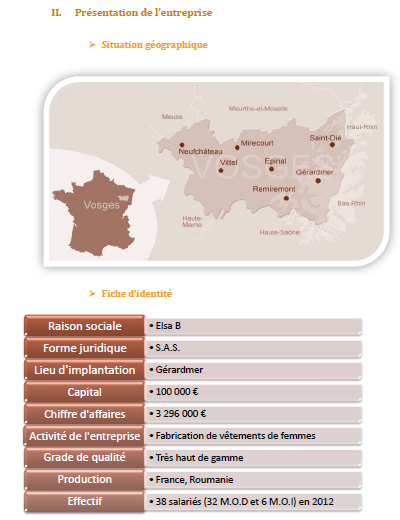 II. Présentation de l'entreprise
➢ Situation géographique
Meuse
Meurthe-et-Moselle
Haut-Rhin
Saint-Dié
Mirecourt
Neufchâteau
VOSGES
Vittel
Epinal
Gérardmer
Vosges
Remiremont
Bas-Rhin
Haute-
Marne
Haute-Saône
➢ Fiche d'identité
Raison sociale • Elsa B
Forme juridique • S.A.S.
Lieu d'implantation • Gérardmer
Capital • 100 000 €
Chiffre d'affaires • 3 296 000 €
Activité de l'entreprise • Fabrication de vêtements de femmes
Grade de qualité • Très haut de gamme
Production • France, Roumanie
Effectif • 38 salariés (32 M.O.D et 6 M.O.I) en 2012